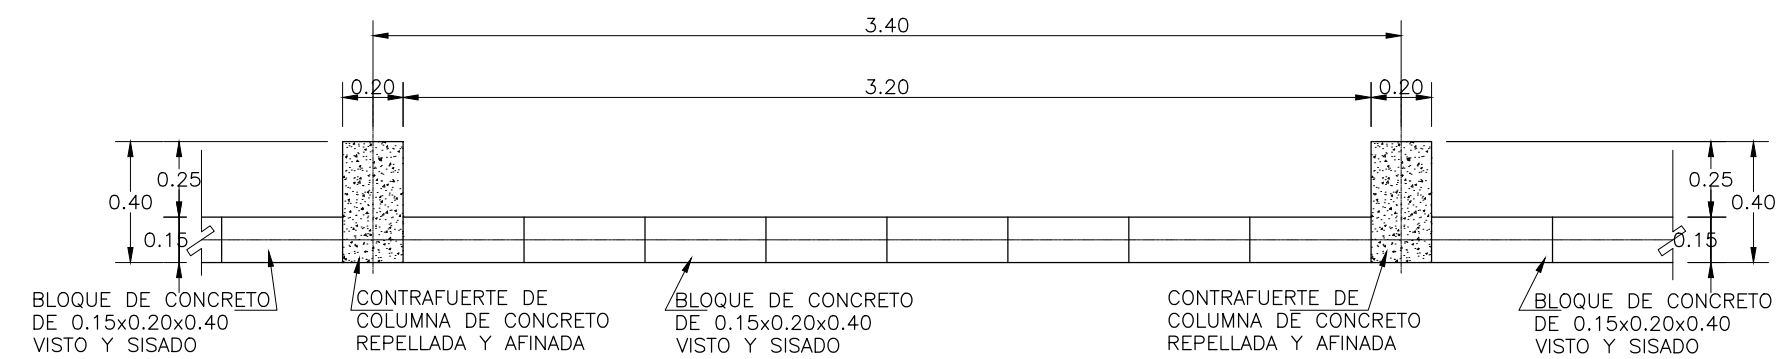 3.40
0.20
3.20
0.20
0.25
0.40
0.15
0.25
0.40
0.15
BLOQUE DE CONCRETO
DE 0.15x0.20x0.40
VISTO Y SISADO
CONTRAFUERTE DE
COLUMNA DE CONCRETO
REPELLADA Y AFINADA
BLOQUE DE CONCRETO
DE 0.15x0.20x0.40
VISTO Y SISADO
CONTRAFUERTE DE
COLUMNA DE CONCRETO
REPELLADA Y AFINADA
BLOQUE DE CONCRETO
DE 0.15x0.20x0.40
VISTO Y SISADO